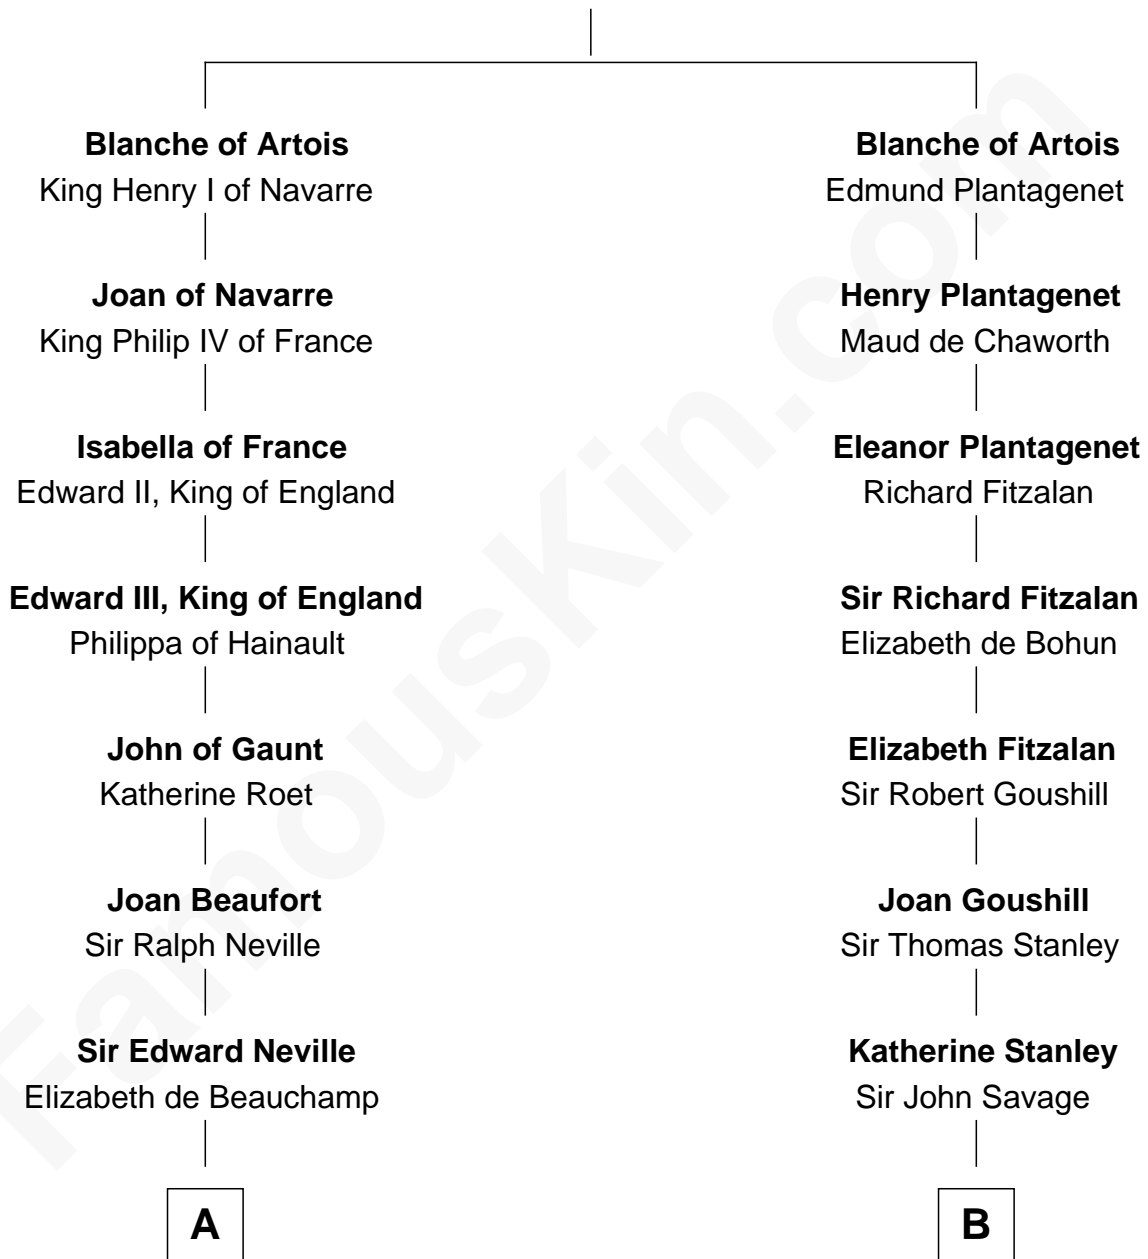 Blanche of Artois
King Henry I of Navarre
Joan of Navarre
King Philip IV of France
Isabella of France
Edward II, King of England
Edward III, King of England
Philippa of Hainault
John of Gaunt
Katherine Roet
Joan Beaufort
Sir Ralph Neville
Sir Edward Neville
Elizabeth de Beauchamp
A
Blanche of Artois
Edmund Plantagenet
Henry Plantagenet
Maud de Chaworth
Eleanor Plantagenet
Richard Fitzalan
Sir Richard Fitzalan
Elizabeth de Bohun
Elizabeth Fitzalan
Sir Robert Goushill
Joan Goushill
Sir Thomas Stanley
Katherine Stanley
Sir John Savage
B
FamousKin.com